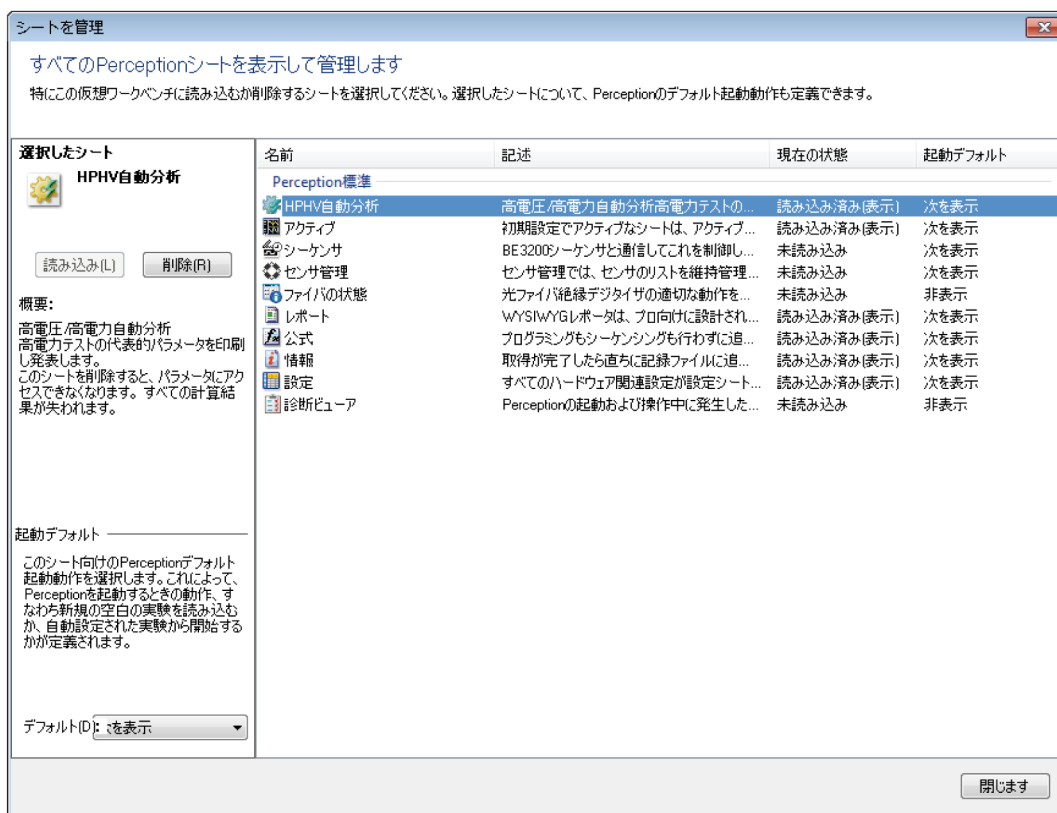 シートを管理
すべてのPerceptionシートを表示して管理します
特にこの仮想ワークベンチに読み込むか削除するシートを選択してください。選択したシートについて、Perceptionのデフォルト起動動作も定義できます。
選択したシート
HPHV自動分析
読み込み(L) 削除(R)
概要:
高電圧/高電力自動分析
高電力テストの代表的パラメータを印刷
し発表します。
このシートを削除すると、パラメータにアク
セスできなくなります。すべての計算結
果が失われます。
起動デフォルト
このシート向けのPerceptionデフォルト
起動動作を選択します。これによって、
Perceptionを起動するときの動作、す
なわち新規の空白の実験を読み込む
か、自動設定された実験から開始する
かが定義されます。
デフォルト(D): を表示
名前 記述 現在の状態 起動デフォルト
Perception標準
HPHV自動分析 高電圧/高電力自動分析高電力テストの... 読み込み済み(表示) 次を表示
アクティブ 初期設定でアクティブなシートは、アクティブ... 読み込み済み(表示) 次を表示
シーケンサ BE3200シーケンサと通信してこれを制御し... 未読み込み 次を表示
センサ管理 センサ管理では、センサのリストを維持管理... 未読み込み 次を表示
ファイバの状態 光ファイバ絶縁デジタイザの適切な動作を... 未読み込み 非表示
レポート WYSIWYGレポータは、プロ向けに設計され... 読み込み済み(表示) 次を表示
公式 プログラミングもシーケンシングも行わずに追... 読み込み済み(表示) 次を表示
情報 取得が完了したら直ちに記録ファイルに追... 読み込み済み(表示) 次を表示
設定 すべてのハードウェア関連設定が設定シート... 読み込み済み(表示) 次を表示
診断ビューア Perceptionの起動および操作中に発生した... 未読み込み 非表示
閉じます